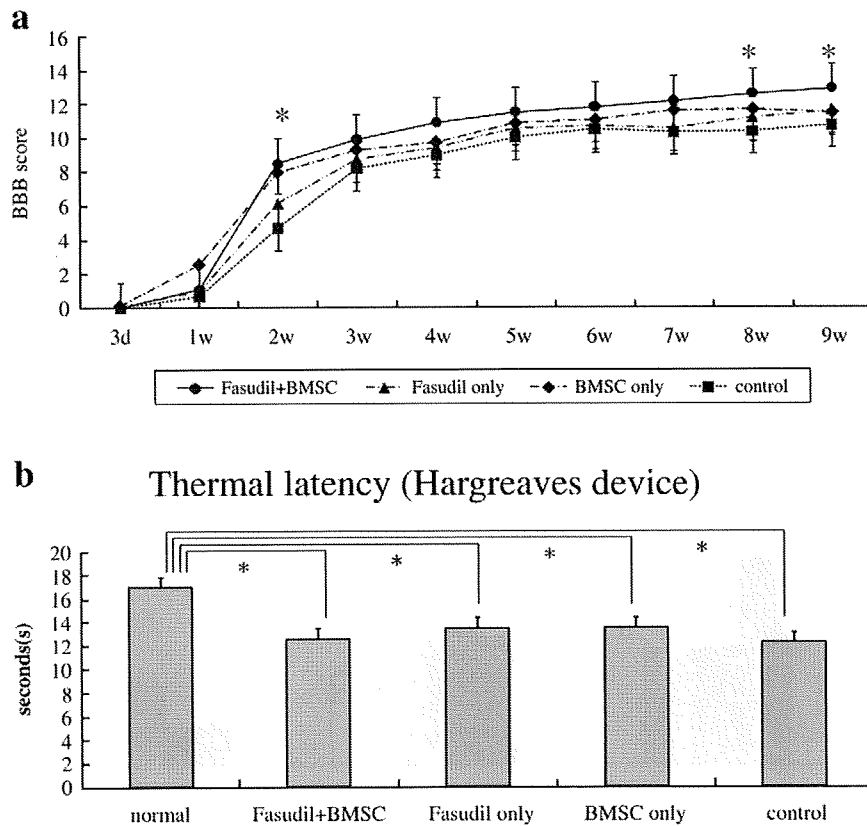 a
16
14
12
10
8
6
4
2
0
BBB score
* * *
3d 1w 2w 3w 4w 5w 6w 7w 8w 9w
Fasudil+BMSC Fasudil only BMSC only control
b
Thermal latency (Hargreaves device)
20
18
16
14
12
10
8
6
4
2
0
seconds(s)
* * * *
normal Fasudil+BMSC Fasudil only BMSC only control